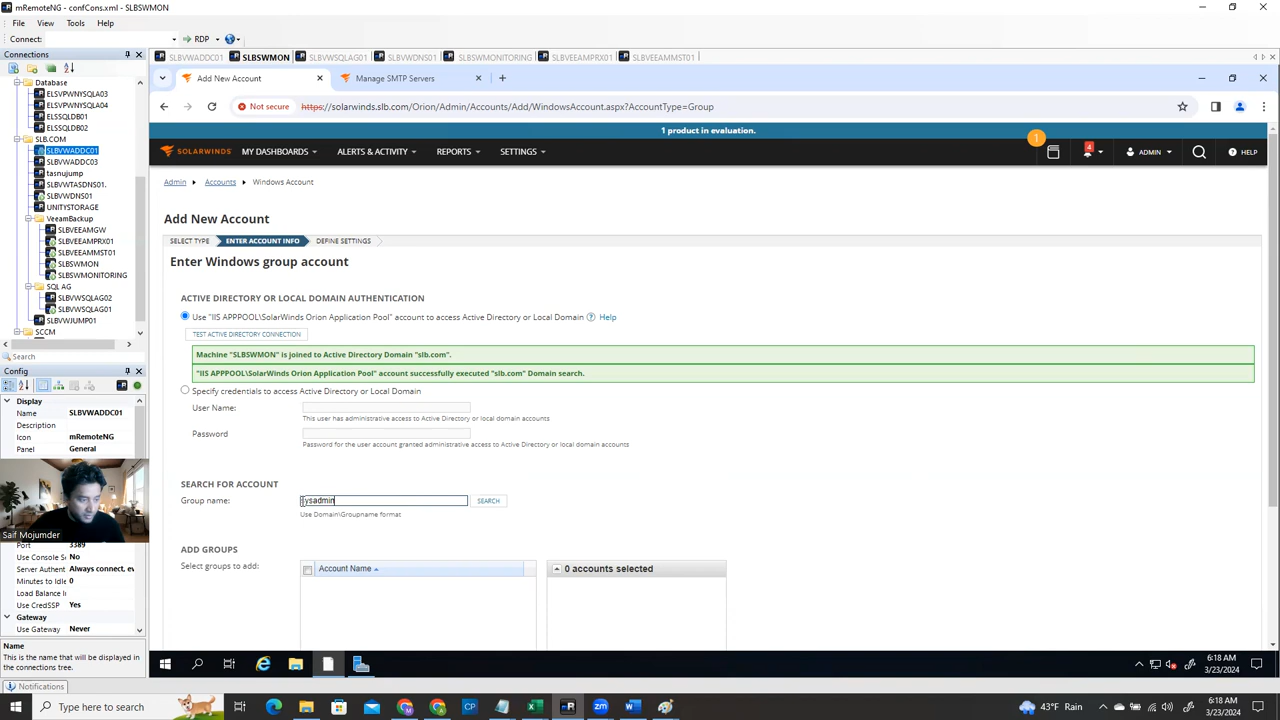 mRemoteNG - confCons.xml - SLBSWMON
File View Tools Help
Connect: RDP
Connections
SLBVWADDC01 SLBSWMON SLBVWSQLAG01 SLBVWDNS01 SLBSWMONITORING SLBVEEAMPRX01 SLBVEEAMMST01
Database
ELSVPWNYSQLA03
ELSVPWNYSQLA04
ELSSQLDB01
ELSSQLDB02
SLB.COM
SLBVWADDC01
SLBVWADDC03
tasnujump
SLBVWTASDNS01.
SLBVWDNS01
UNITYSTORAGE
VeeamBackup
SLBVEEAMGW
SLBVEEAMPRX01
SLBVEEAMMST01
SLBSWMON
SLBSWMONITORING
SQL AG
SLBVWSQLAG02
SLBVWSQLAG01
SLBVWJUMP01
SCCM
Search
Config
Display
Name SLBVWADDC01
Description
Icon mRemoteNG
Panel General
Saif Mojumder
Port 3389
Use Console S No
Server Authent Always connect, ev
Minutes to Idle 0
Load Balance In
Use CredSSP Yes
Gateway
Use Gateway Never
Name
This is the name that will be displayed in the connections tree.
Notifications
Add New Account
Manage SMTP Servers
Not secure https://solarwinds.slb.com/Orion/Admin/Accounts/Add/WindowsAccount.aspx?AccountType=Group
1 product in evaluation.
1
SOLARWINDS MY DASHBOARDS ALERTS & ACTIVITY REPORTS SETTINGS 4 ADMIN HELP
Admin Accounts Windows Account
Add New Account
SELECT TYPE ENTER ACCOUNT INFO DEFINE SETTINGS
Enter Windows group account
ACTIVE DIRECTORY OR LOCAL DOMAIN AUTHENTICATION
Use "IIS APPPOOL\SolarWinds Orion Application Pool" account to access Active Directory or Local Domain Help
TEST ACTIVE DIRECTORY CONNECTION
Machine "SLBSWMON" is joined to Active Directory Domain "slb.com".
"IIS APPPOOL\SolarWinds Orion Application Pool" account successfully executed "slb.com" Domain search.
Specify credentials to access Active Directory or Local Domain
User Name:
This user has administrative access to Active Directory or local domain accounts
Password
Password for the user account granted administrative access to Active Directory or local domain accounts
SEARCH FOR ACCOUNT
Group name: sysadmin SEARCH
Use Domain\Groupname format
ADD GROUPS
Select groups to add: Account Name 0 accounts selected
6:18 AM
3/23/2024
Type here to search
43°F Rain
6:18 AM
3/23/2024